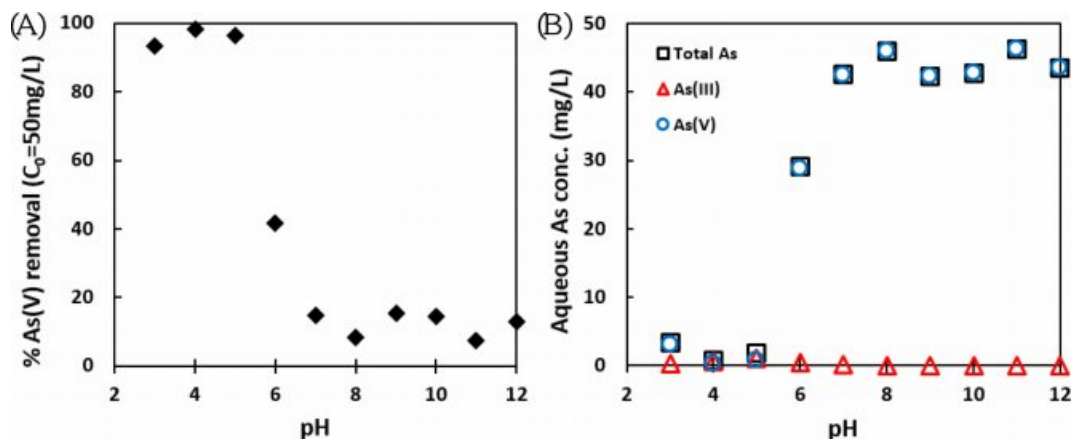 (A)
% As(V) removal (C₀=50mg/L)
100
80
60
40
20
0
2 4 6 8 10 12
pH
(B)
Aqueous As conc. (mg/L)
50
40
30
20
10
0
Total As
As(III)
As(V)
2 4 6 8 10 12
pH